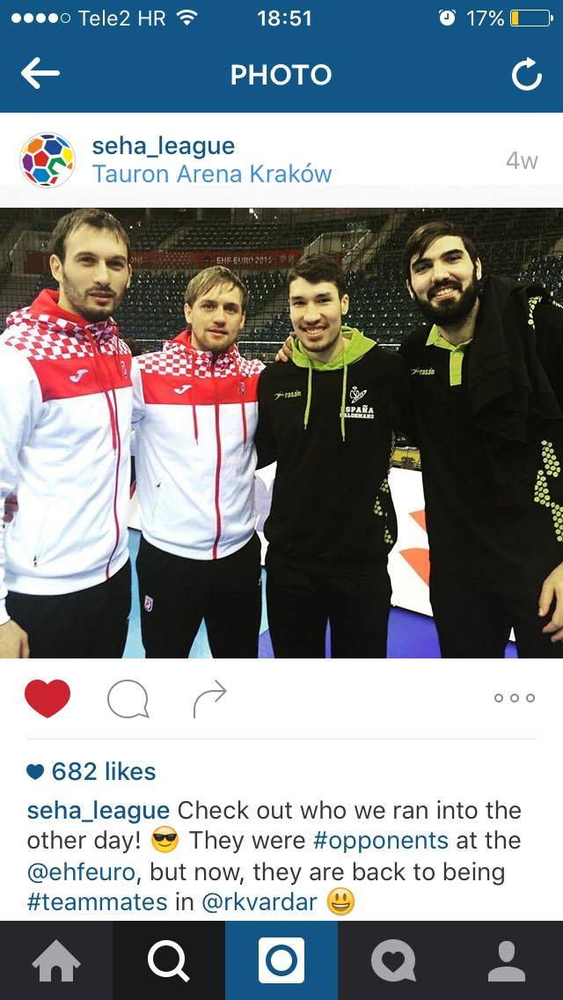 Tele2 HR 18:51 17%
PHOTO
seha_league
Tauron Arena Kraków
4w
EHF EURO 2016
rasán
rasán
ESPAÑA
BALONMANO
682 likes
seha_league Check out who we ran into the
other day! 😎 They were #opponents at the
@ehfeuro, but now, they are back to being
#teammates in @rkvardar 😃